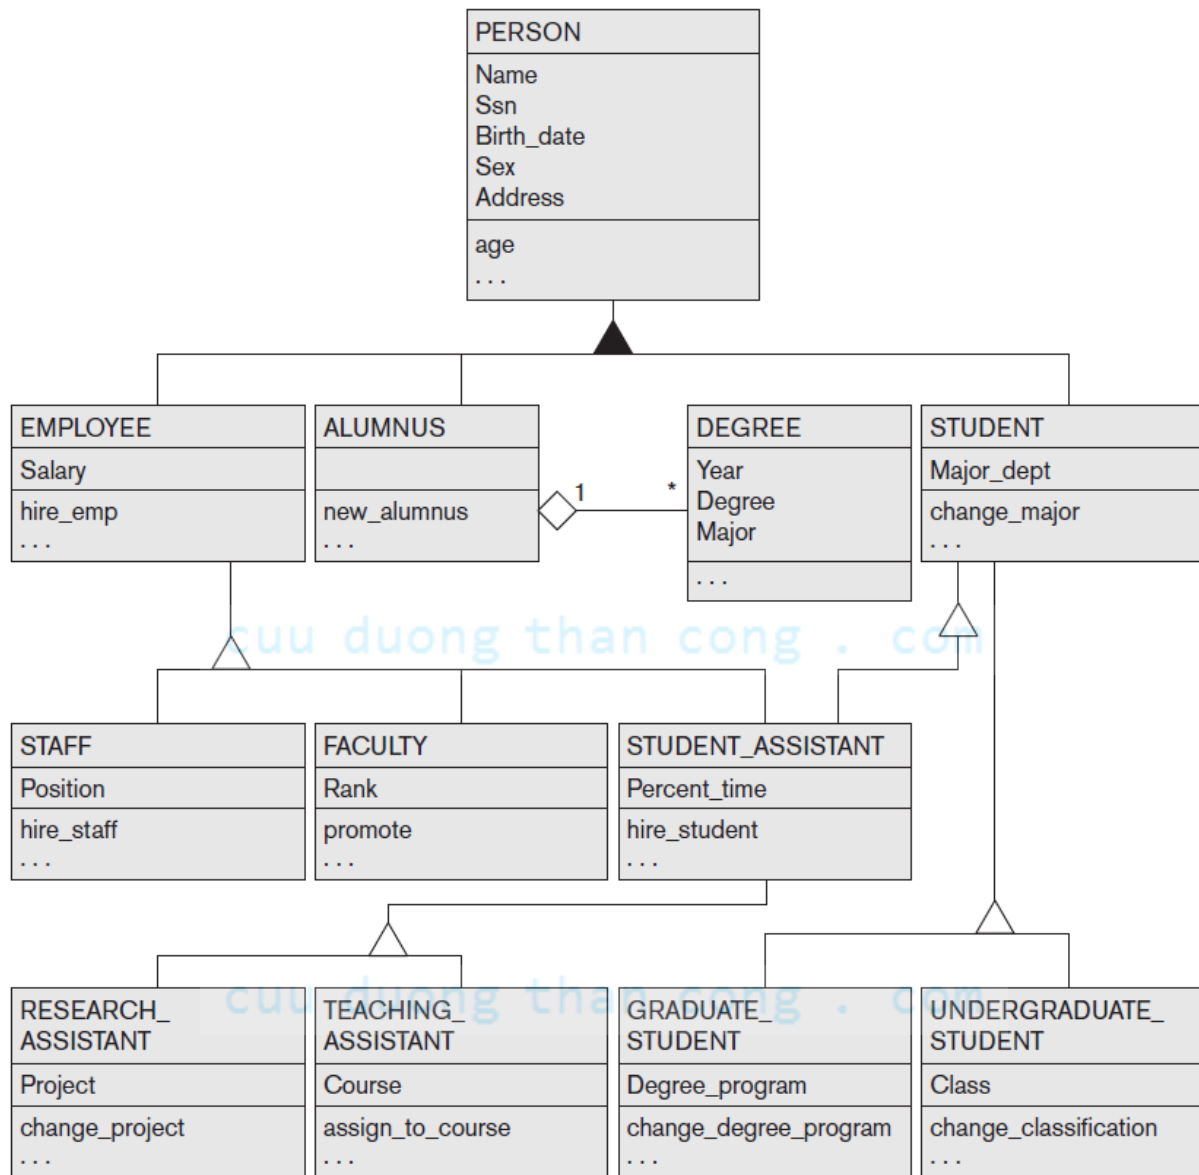 PERSON
Name
Ssn
Birth_date
Sex
Address
age
. . .
EMPLOYEE
Salary
hire_emp
. . .
ALUMNUS
new_alumnus
. . .
1
*
DEGREE
Year
Degree
Major
. . .
STUDENT
Major_dept
change_major
. . .
cuu duong than cong . com
STAFF
Position
hire_staff
. . .
FACULTY
Rank
promote
. . .
STUDENT_ASSISTANT
Percent_time
hire_student
. . .
cuu duong than cong . com
RESEARCH_
ASSISTANT
Project
change_project
. . .
TEACHING_
ASSISTANT
Course
assign_to_course
. . .
GRADUATE_
STUDENT
Degree_program
change_degree_program
. . .
UNDERGRADUATE_
STUDENT
Class
change_classification
. . .